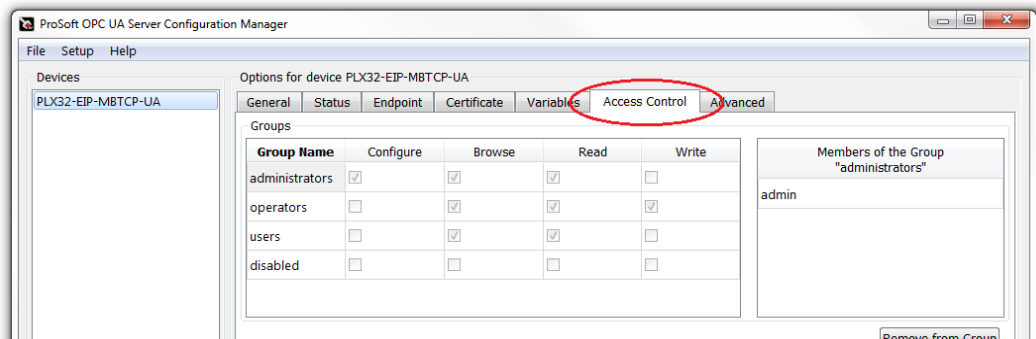 ProSoft OPC UA Server Configuration Manager
File Setup Help
Devices
PLX32-EIP-MBTCP-UA
Options for device PLX32-EIP-MBTCP-UA
General Status Endpoint Certificate Variables Access Control Advanced
Groups
Group Name Configure Browse Read Write
administrators
operators
users
disabled
Members of the Group
"administrators"
admin
Remove from Group